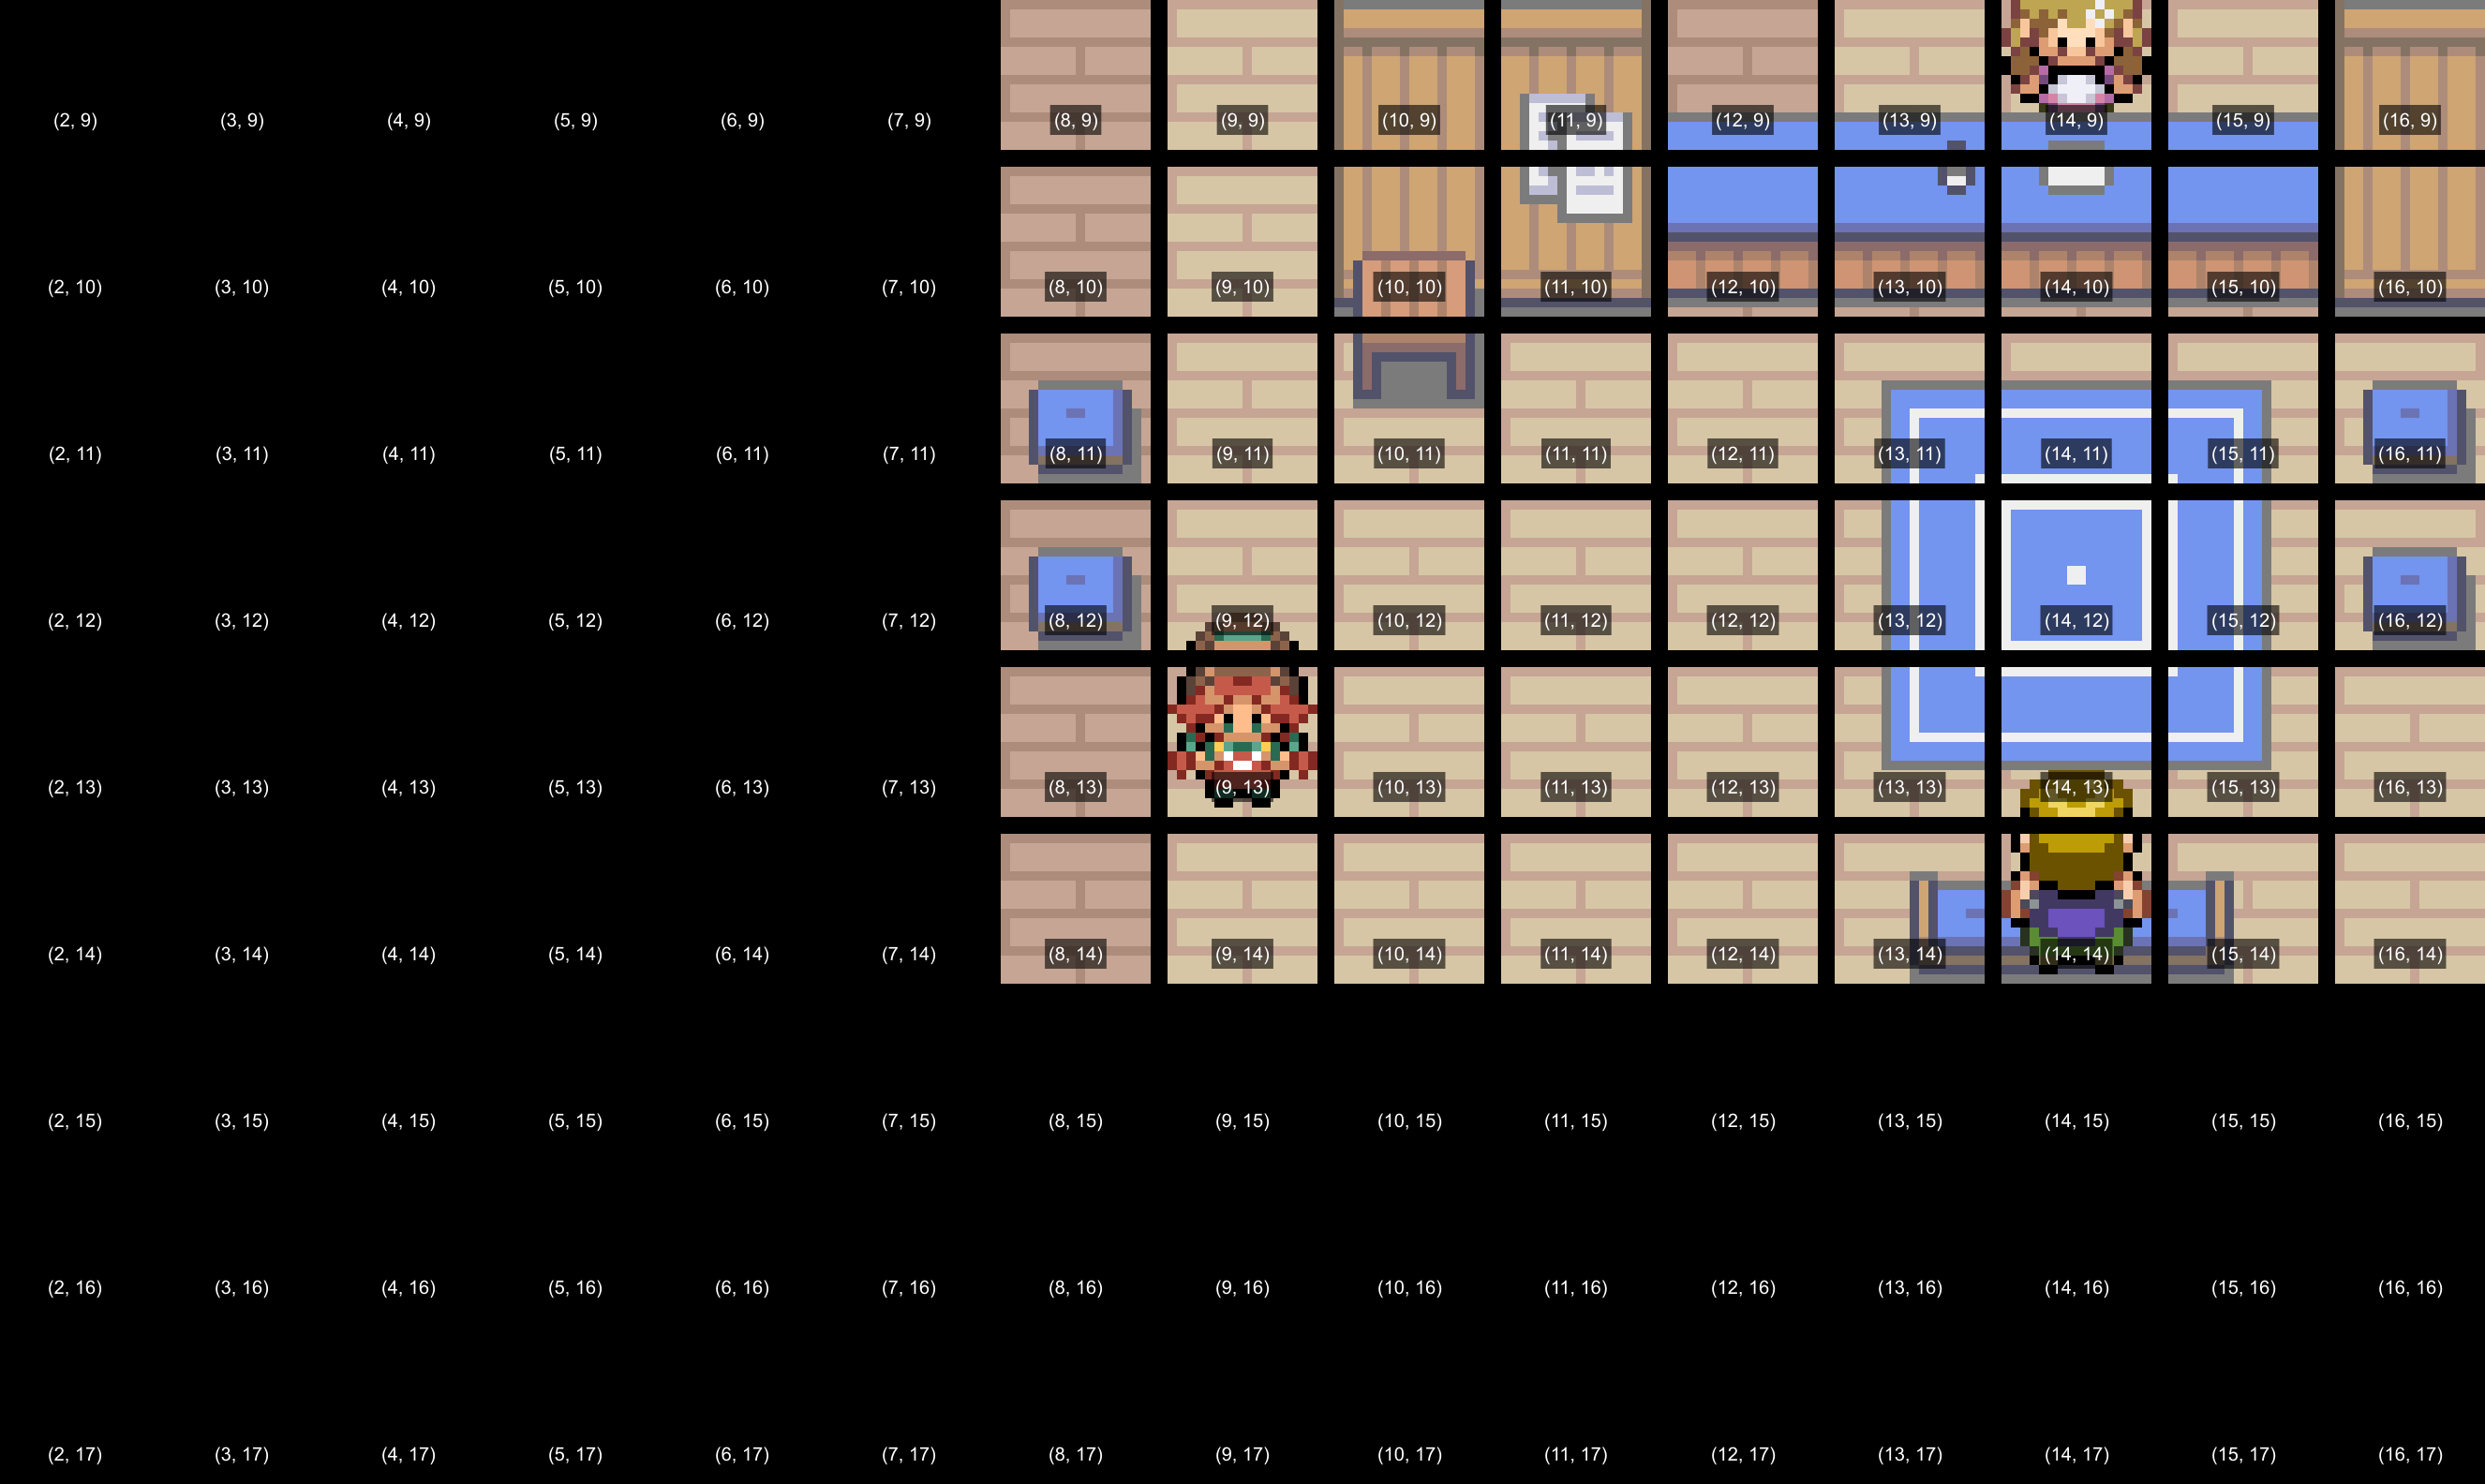 (2, 9) (3, 9) (4, 9) (5, 9) (6, 9) (7, 9) (8, 9) (9, 9) (10, 9) (11, 9) (12, 9) (13, 9) (14, 9) (15, 9) (16, 9)
(2, 10) (3, 10) (4, 10) (5, 10) (6, 10) (7, 10) (8, 10) (9, 10) (10, 10) (11, 10) (12, 10) (13, 10) (14, 10) (15, 10) (16, 10)
(2, 11) (3, 11) (4, 11) (5, 11) (6, 11) (7, 11) (8, 11) (9, 11) (10, 11) (11, 11) (12, 11) (13, 11) (14, 11) (15, 11) (16, 11)
(2, 12) (3, 12) (4, 12) (5, 12) (6, 12) (7, 12) (8, 12) (9, 12) (10, 12) (11, 12) (12, 12) (13, 12) (14, 12) (15, 12) (16, 12)
(2, 13) (3, 13) (4, 13) (5, 13) (6, 13) (7, 13) (8, 13) (9, 13) (10, 13) (11, 13) (12, 13) (13, 13) (14, 13) (15, 13) (16, 13)
(2, 14) (3, 14) (4, 14) (5, 14) (6, 14) (7, 14) (8, 14) (9, 14) (10, 14) (11, 14) (12, 14) (13, 14) (14, 14) (15, 14) (16, 14)
(2, 15) (3, 15) (4, 15) (5, 15) (6, 15) (7, 15) (8, 15) (9, 15) (10, 15) (11, 15) (12, 15) (13, 15) (14, 15) (15, 15) (16, 15)
(2, 16) (3, 16) (4, 16) (5, 16) (6, 16) (7, 16) (8, 16) (9, 16) (10, 16) (11, 16) (12, 16) (13, 16) (14, 16) (15, 16) (16, 16)
(2, 17) (3, 17) (4, 17) (5, 17) (6, 17) (7, 17) (8, 17) (9, 17) (10, 17) (11, 17) (12, 17) (13, 17) (14, 17) (15, 17) (16, 17)